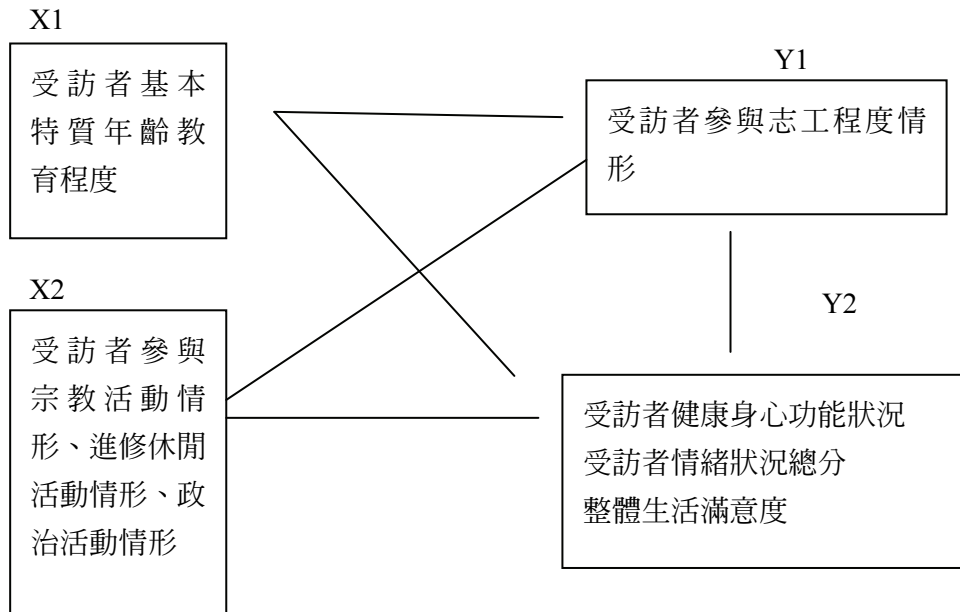 X1
受訪者基本
特質年齡教
育程度
Y1
受訪者參與志工程度情
形
X2
受訪者參與
宗教活動情
形、進修休閒
活動情形、政
治活動情形
Y2
受訪者健康身心功能狀況
受訪者情緒狀況總分
整體生活滿意度